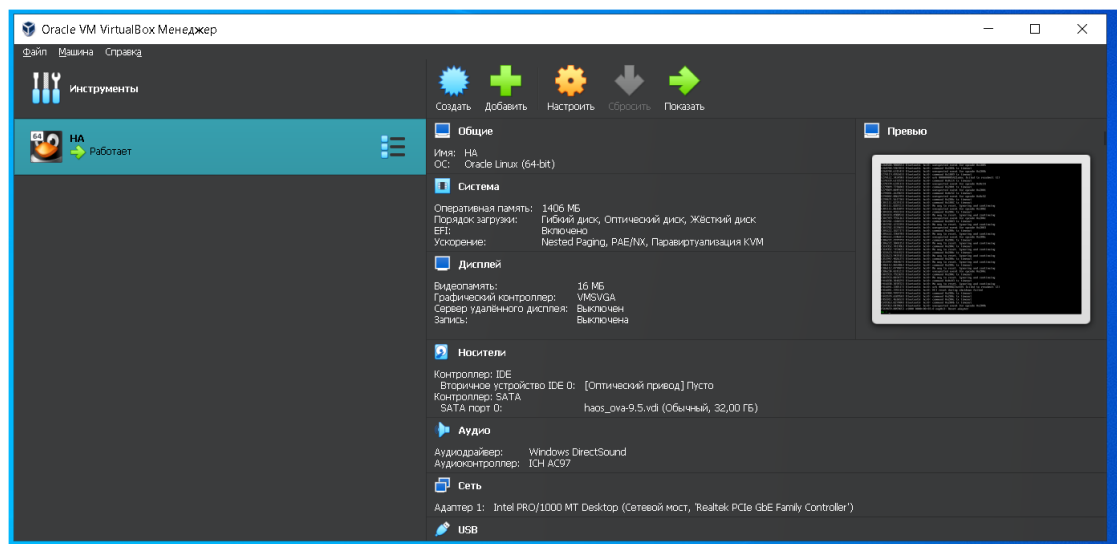 Oracle VM VirtualBox Менеджер
Файл Машина Справка
Инструменты
Создать Добавить Настроить Сбросить Показать
64
HA
Работает
Общие
Имя: HA
ОС: Oracle Linux (64-bit)
Система
Оперативная память: 1406 МБ
Порядок загрузки: Гибкий диск, Оптический диск, Жёсткий диск
EFI: Включено
Ускорение: Nested Paging, PAE/NX, Паравиртуализация KVM
Дисплей
Видеопамять: 16 МБ
Графический контроллер: VMSVGA
Сервер удалённого дисплея: Выключен
Запись: Выключена
Превью
Носители
Контроллер: IDE
Вторичное устройство IDE 0: [Оптический привод] Пусто
Контроллер: SATA
SATA порт 0: haos_ova-9.5.vdi (Обычный, 32,00 ГБ)
Аудио
Аудиодрайвер: Windows DirectSound
Аудиоконтроллер: ICH AC97
Сеть
Адаптер 1: Intel PRO/1000 MT Desktop (Сетевой мост, 'Realtek PCIe GbE Family Controller')
USB